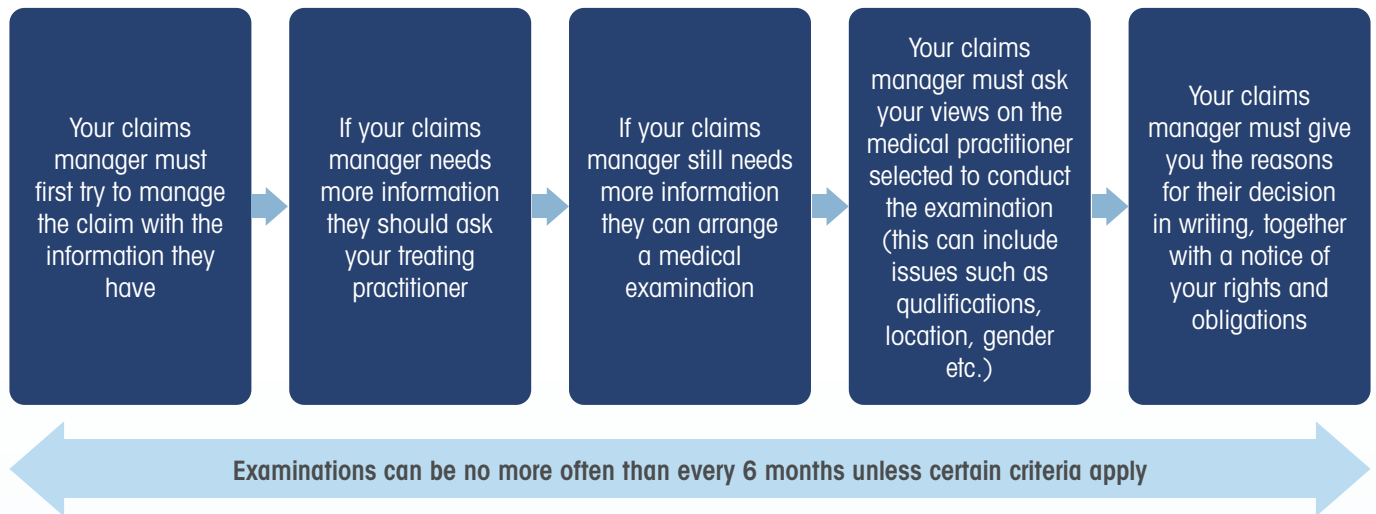 Your claims
manager must
first try to manage
the claim with the
information they
have
If your claims
manager needs
more information
they should ask
your treating
practitioner
If your claims
manager still needs
more information
they can arrange
a medical
examination
Your claims
manager must ask
your views on the
medical practitioner
selected to conduct
the examination
(this can include
issues such as
qualifications,
location, gender
etc.)
Your claims
manager must give
you the reasons
for their decision
in writing, together
with a notice of
your rights and
obligations
Examinations can be no more often than every 6 months unless certain criteria apply